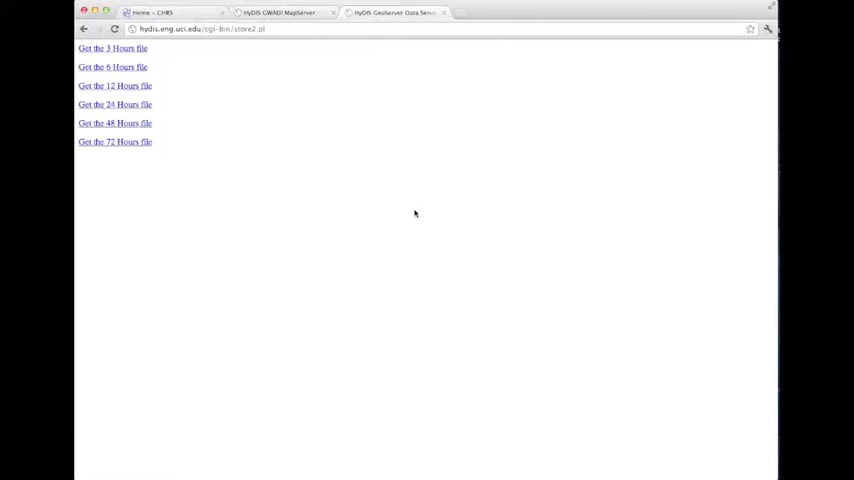 Home – CHRS
HyDIS GWADI MapServer
HyDIS GeoServer Data Serv
hydis.eng.uci.edu/cgi-bin/store2.pl
Get the 3 Hours file
Get the 6 Hours file
Get the 12 Hours file
Get the 24 Hours file
Get the 48 Hours file
Get the 72 Hours file